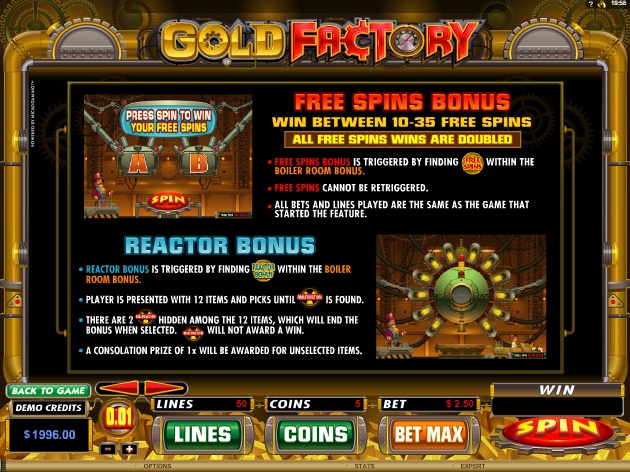 19:58
GOLD FACTORY
POWERED BY MICROGAMING™
PRESS SPIN TO WIN
YOUR FREE SPINS
A B
SPIN
FREE SPINS BONUS
WIN BETWEEN 10-35 FREE SPINS
ALL FREE SPINS WINS ARE DOUBLED
• FREE SPINS BONUS IS TRIGGERED BY FINDING FREE SPINS WITHIN THE
BOILER ROOM BONUS.
• FREE SPINS CANNOT BE RETRIGGERED.
• ALL BETS AND LINES PLAYED ARE THE SAME AS THE GAME THAT
STARTED THE FEATURE.
REACTOR BONUS
• REACTOR BONUS IS TRIGGERED BY FINDING REACTOR BONUS WITHIN THE BOILER
ROOM BONUS.
• PLAYER IS PRESENTED WITH 12 ITEMS AND PICKS UNTIL MALFUNCTION IS FOUND.
• THERE ARE 2 MALFUNCTION HIDDEN AMONG THE 12 ITEMS, WHICH WILL END THE
BONUS WHEN SELECTED. MALFUNCTION WILL NOT AWARD A WIN.
• A CONSOLATION PRIZE OF 1x WILL BE AWARDED FOR UNSELECTED ITEMS.
BACK TO GAME
DEMO CREDITS
$1996.00
0.01
LINES 50
COINS 5
BET $2.50
WIN
LINES
COINS
BET MAX
SPIN
OPTIONS STATS EXPERT